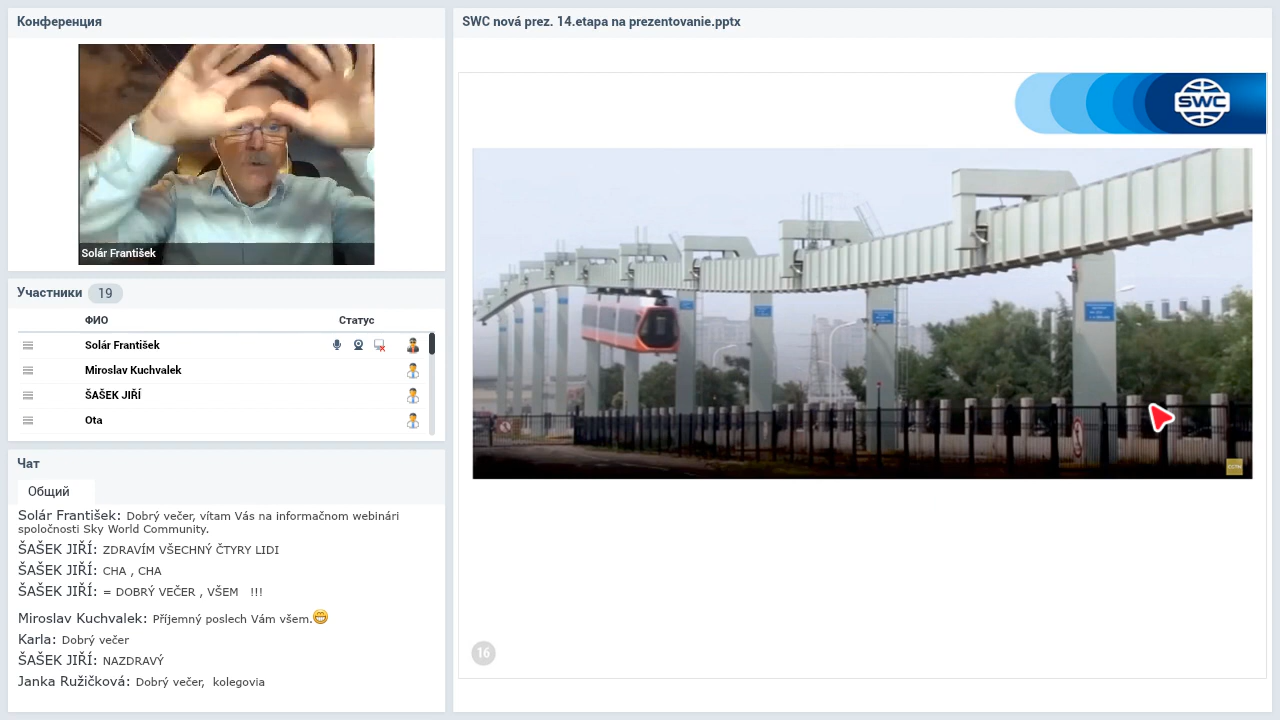 Конференция
Solár František
Участники 19
ФИО Статус
Solár František
Miroslav Kuchvalek
ŠAŠEK JIŘÍ
Ota
Чат
Общий
Solár František: Dobrý večer, vítam Vás na informačnom webinári
spoločnosti Sky World Community.
ŠAŠEK JIŘÍ: ZDRAVÍM VŠECHNÝ ČTYRY LIDI
ŠAŠEK JIŘÍ: CHA , CHA
ŠAŠEK JIŘÍ: = DOBRÝ VEČER , VŠEM !!!
Miroslav Kuchvalek: Příjemný poslech Vám všem.
Karla: Dobrý večer
ŠAŠEK JIŘÍ: NAZDRAVÝ
Janka Ružičková: Dobrý večer, kolegovia
SWC nová prez. 14.etapa na prezentovanie.pptx
SWC
CGTN
16